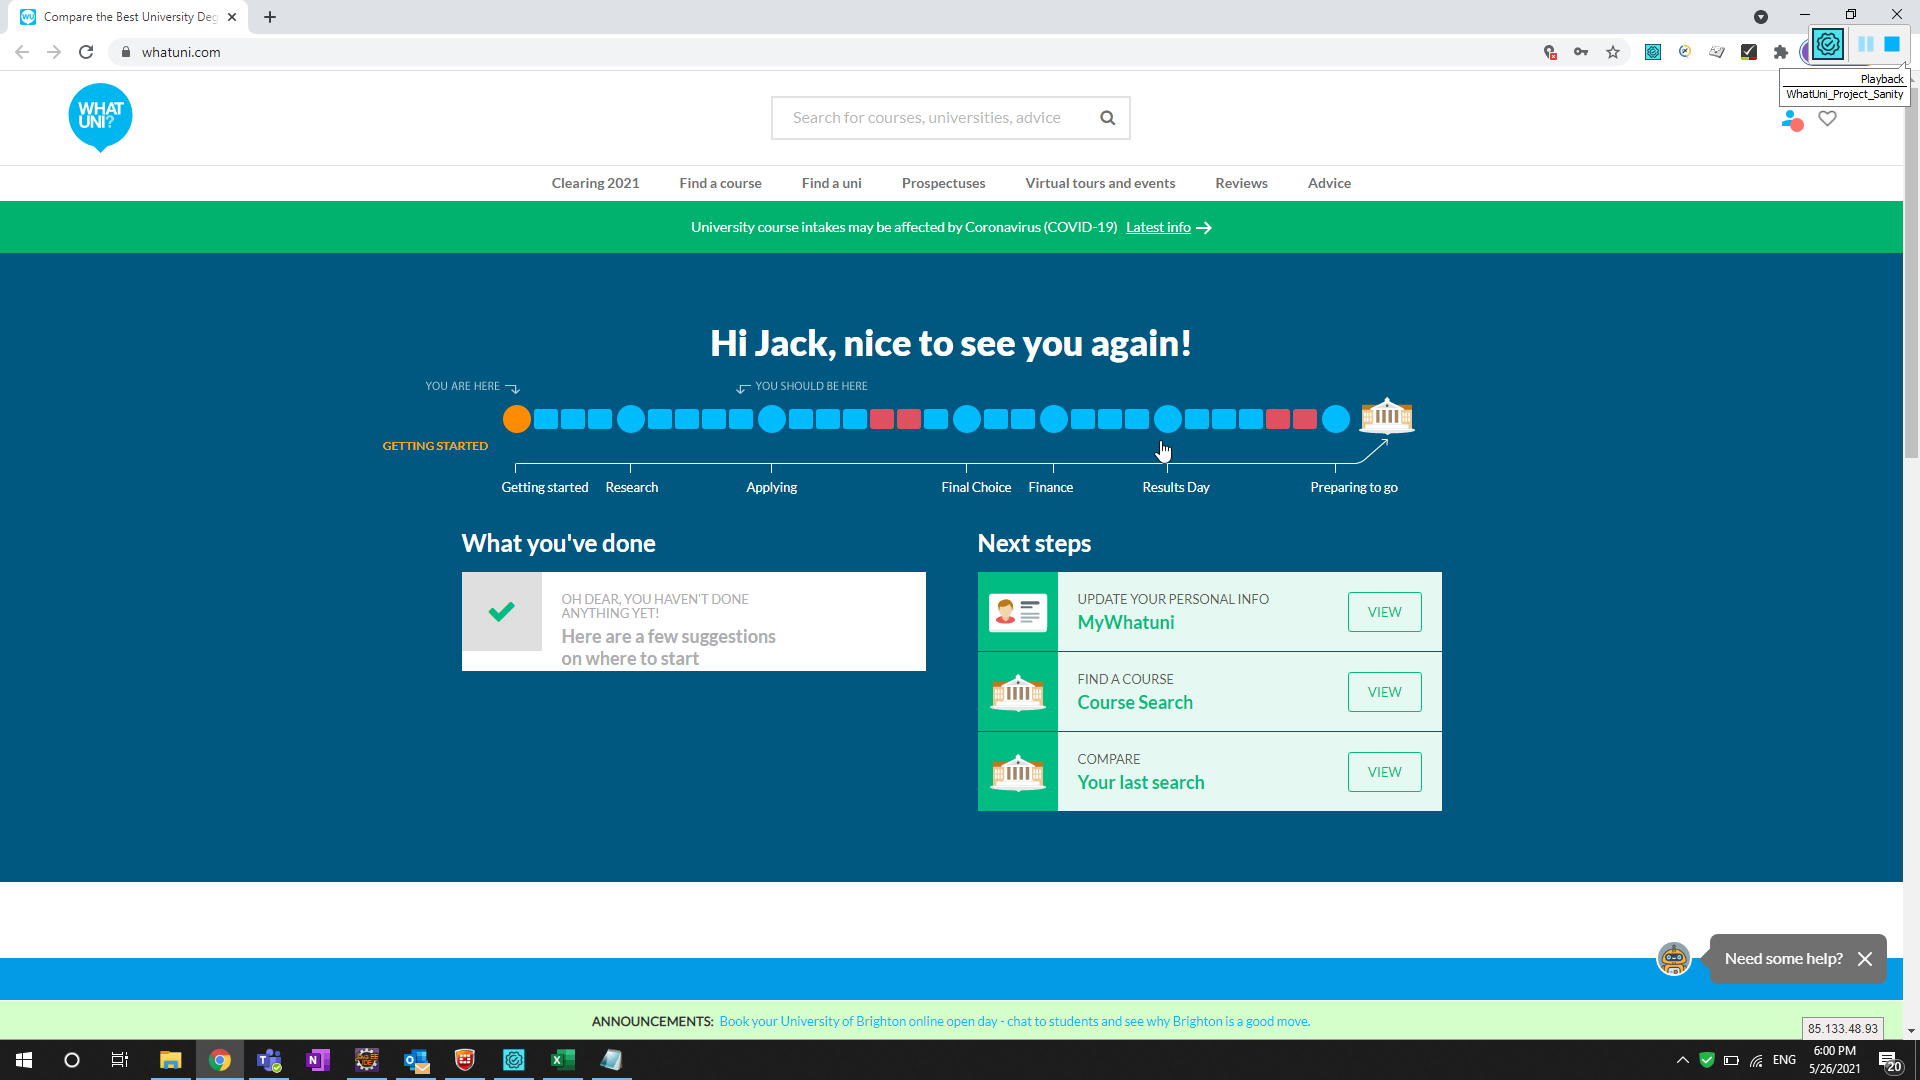 Compare the Best University Deg
whatuni.com
Playback
WhatUni_Project_Sanity
WHAT
UNI?
Search for courses, universities, advice
Clearing 2021
Find a course
Find a uni
Prospectuses
Virtual tours and events
Reviews
Advice
University course intakes may be affected by Coronavirus (COVID-19) Latest info
Hi Jack, nice to see you again!
YOU ARE HERE
YOU SHOULD BE HERE
GETTING STARTED
Getting started
Research
Applying
Final Choice
Finance
Results Day
Preparing to go
What you've done
OH DEAR, YOU HAVEN'T DONE
ANYTHING YET!
Here are a few suggestions
on where to start
Next steps
UPDATE YOUR PERSONAL INFO
MyWhatuni
VIEW
FIND A COURSE
Course Search
VIEW
COMPARE
Your last search
VIEW
Need some help?
ANNOUNCEMENTS: Book your University of Brighton online open day - chat to students and see why Brighton is a good move.
85.133.48.93
ENG
6:00 PM
5/26/2021
20